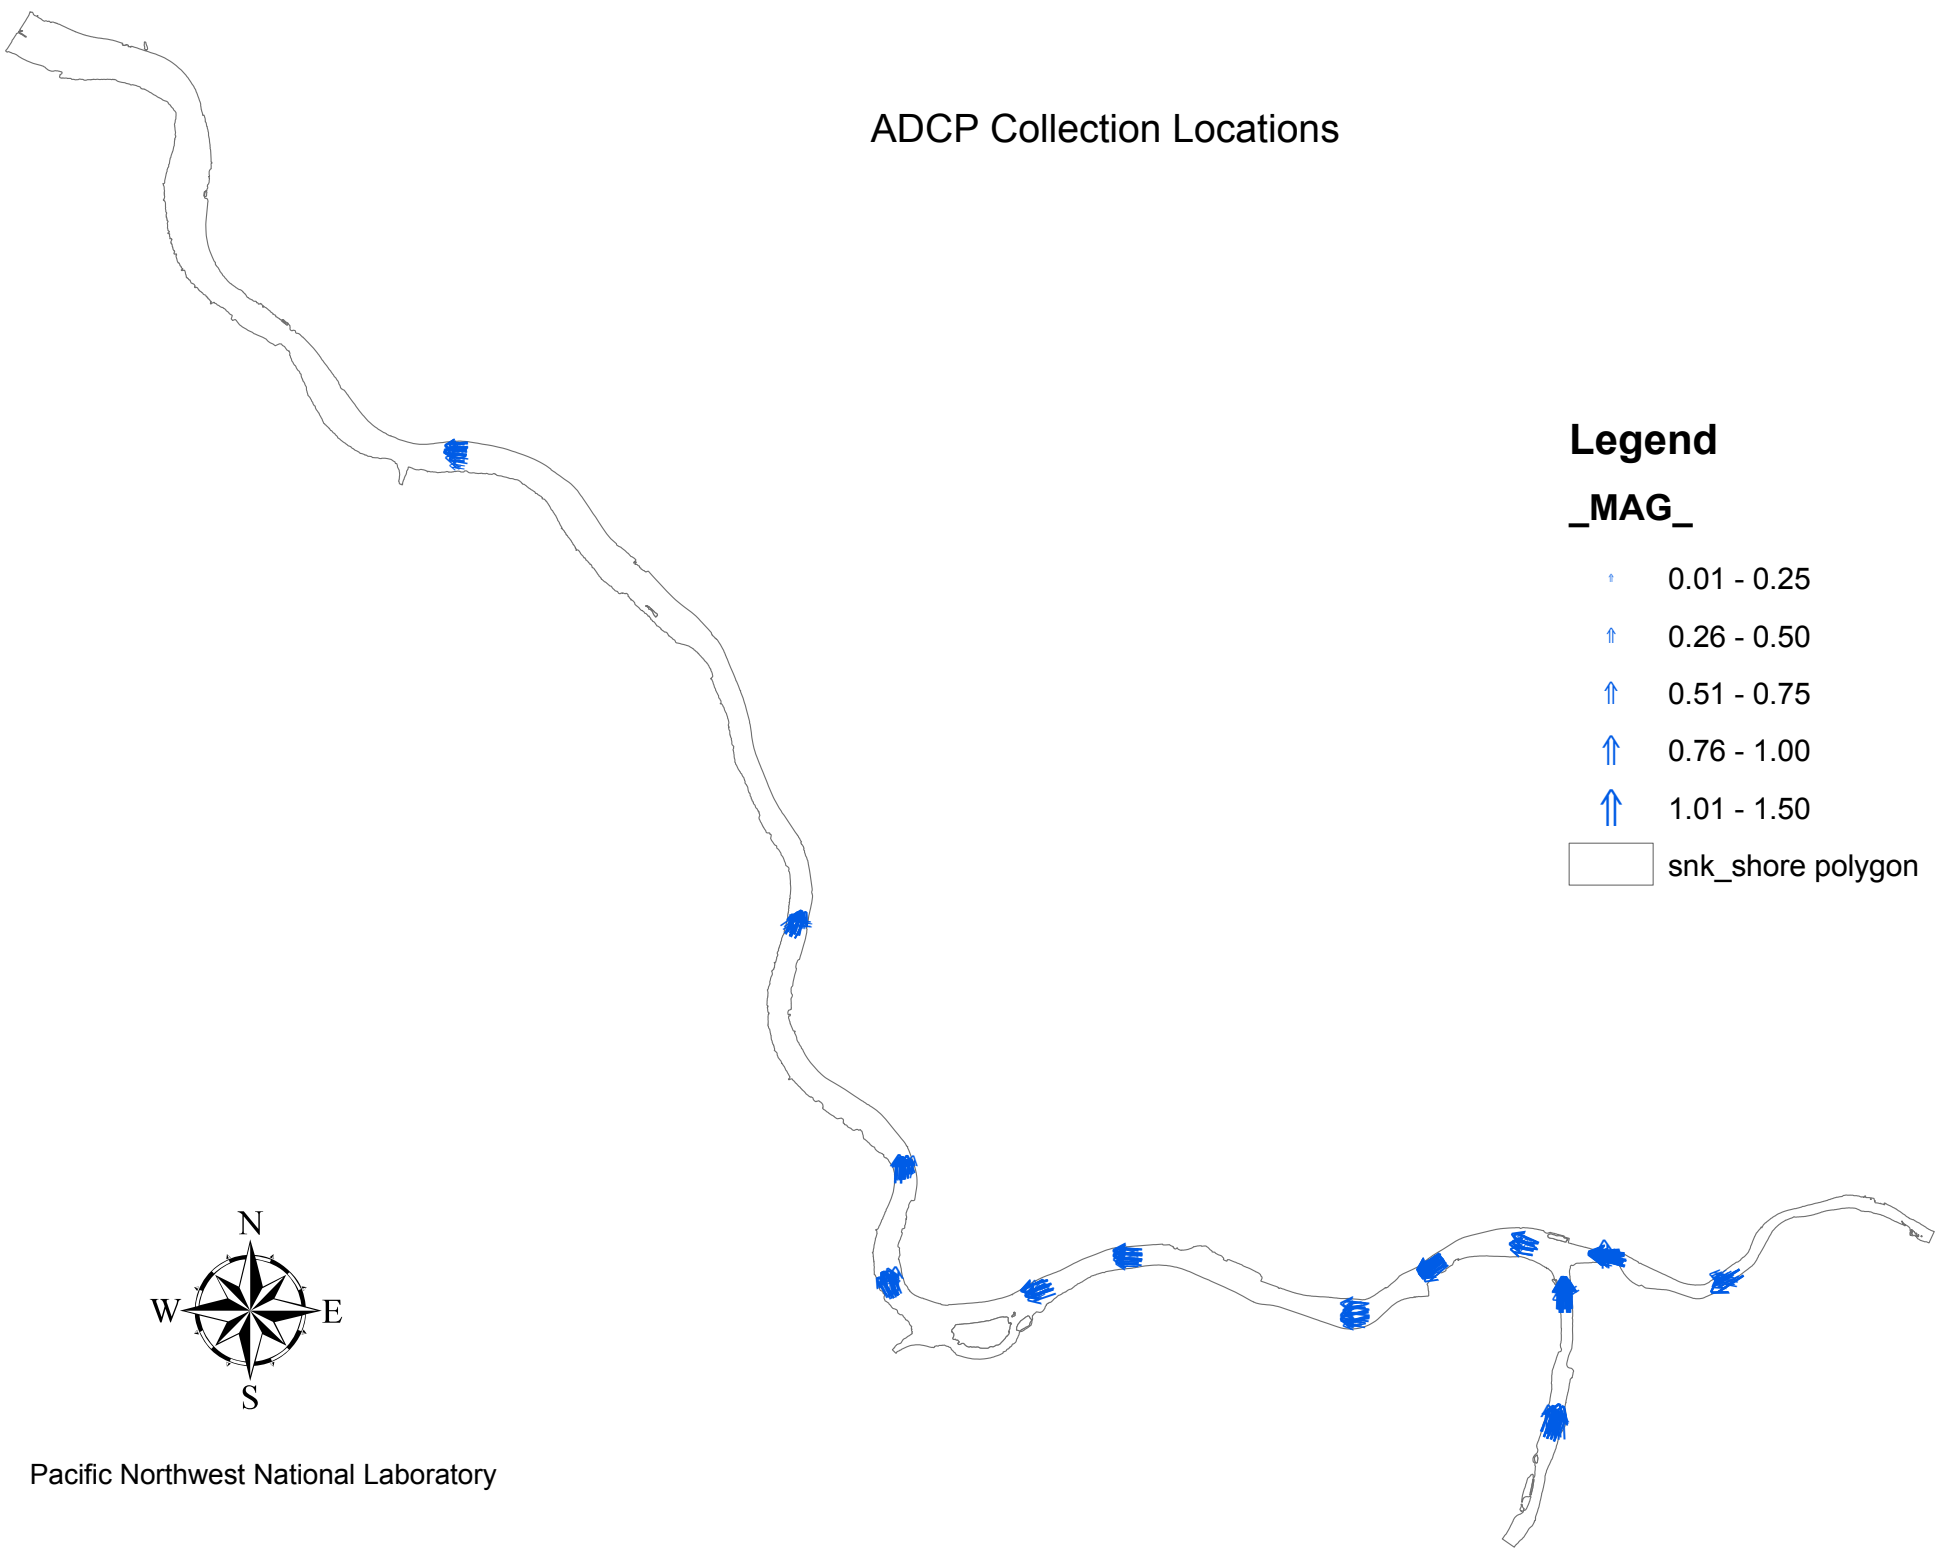 ADCP Collection Locations
Legend
_MAG_
0.01 - 0.25
0.26 - 0.50
0.51 - 0.75
0.76 - 1.00
1.01 - 1.50
snk_shore polygon
N
W E
S
Pacific Northwest National Laboratory